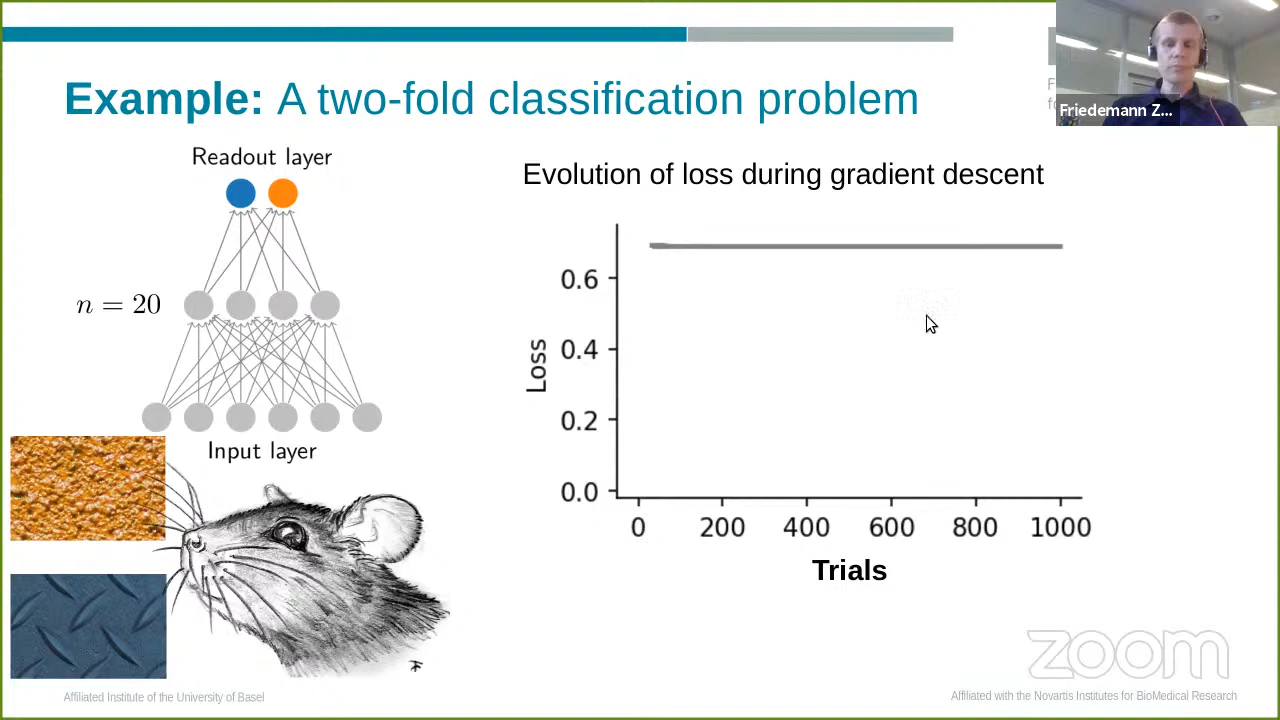 Example: A two-fold classification problem
Friedemann Z...
Readout layer
n = 20
Input layer
Evolution of loss during gradient descent
Loss
0.6
0.4
0.2
0.0
0 200 400 600 800 1000
Trials
zoom
Affiliated Institute of the University of Basel
Affiliated with the Novartis Institutes for BioMedical Research